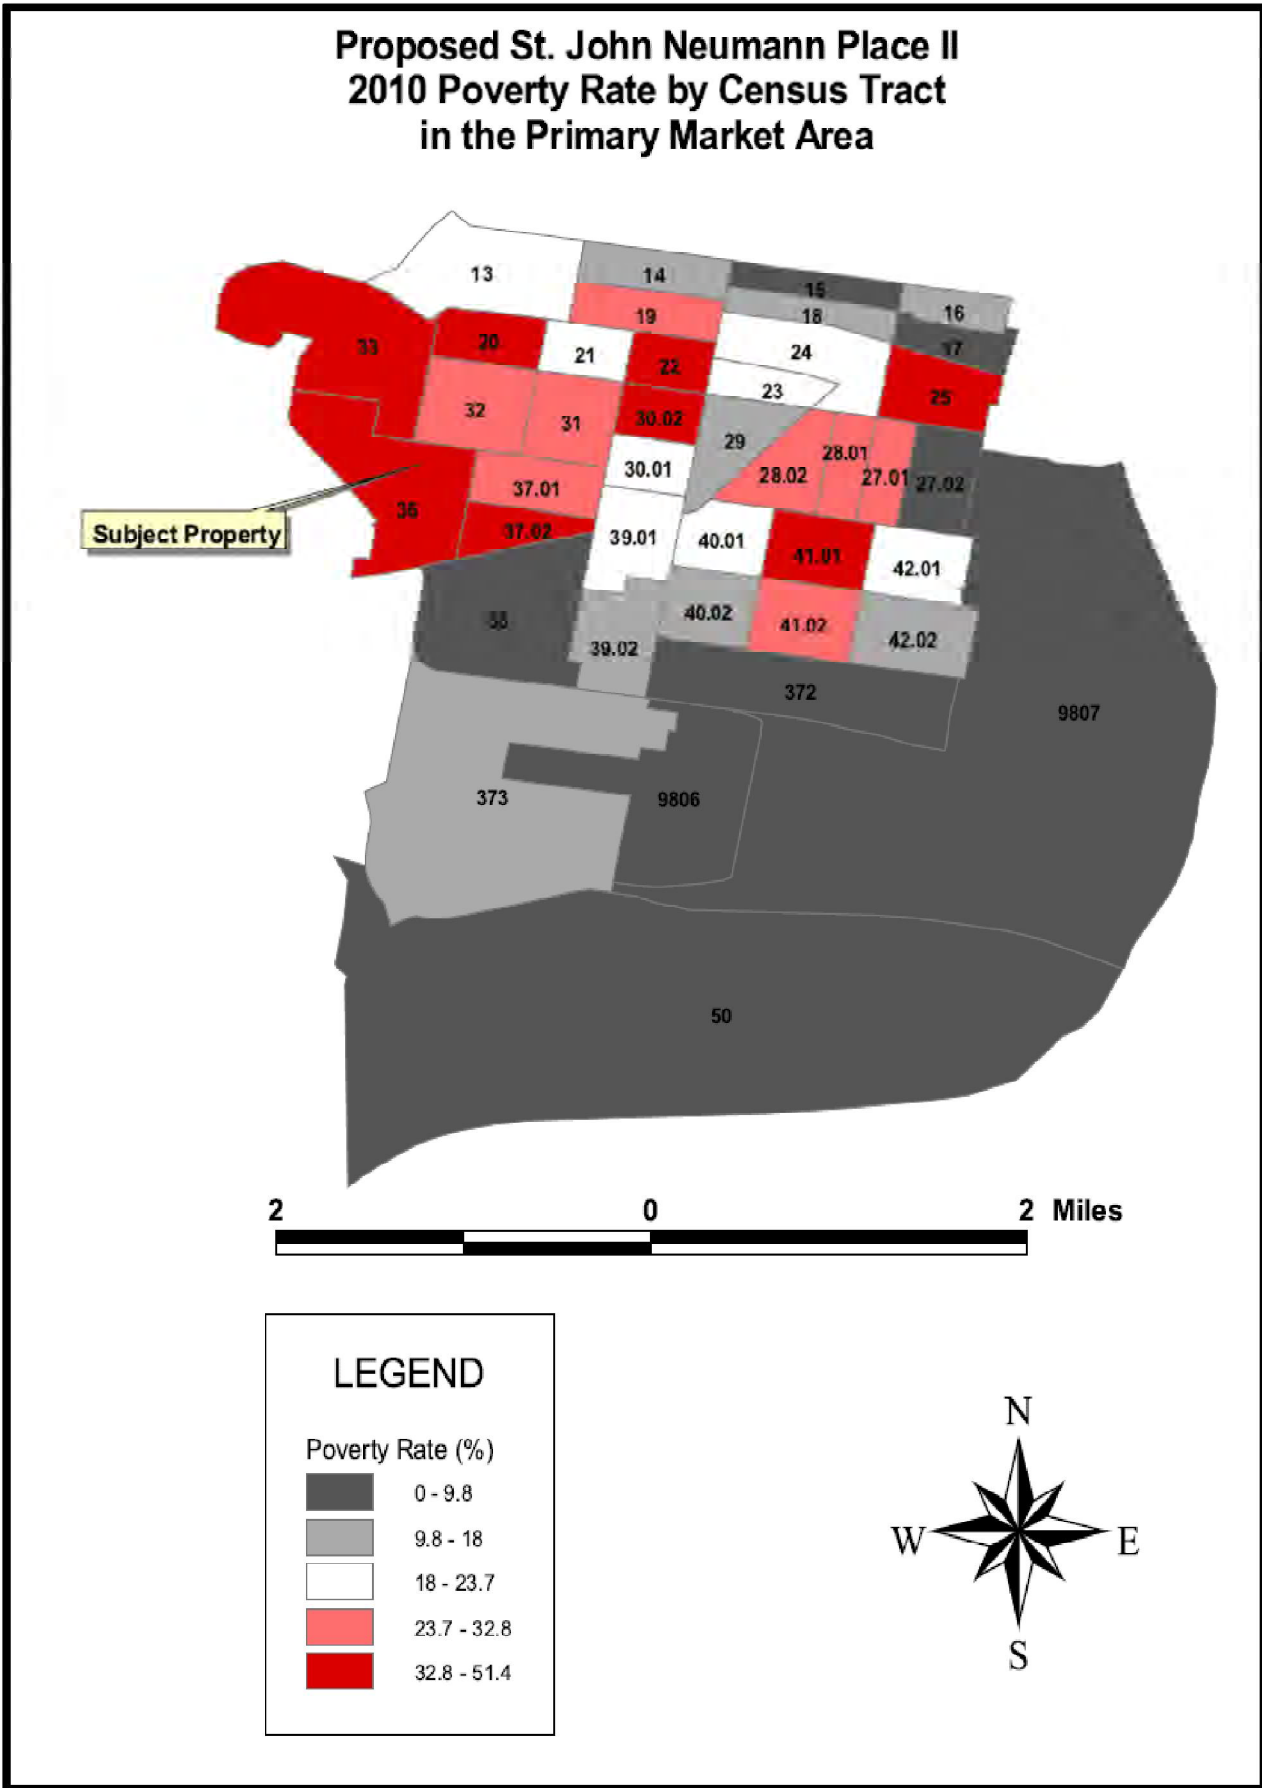 Proposed St. John Neumann Place II
2010 Poverty Rate by Census Tract
in the Primary Market Area
13
14
15
16
19
18
17
33
20
21
22
24
23
25
32
31
30.02
29
28.01
28.02
27.01
27.02
30.01
37.01
36
37.02
39.01
40.01
41.01
42.01
Subject Property
40.02
41.02
42.02
39.02
372
9807
373
9806
50
2 0 2 Miles
LEGEND
Poverty Rate (%)
0 - 9.8
9.8 - 18
18 - 23.7
23.7 - 32.8
32.8 - 51.4
N
W E
S